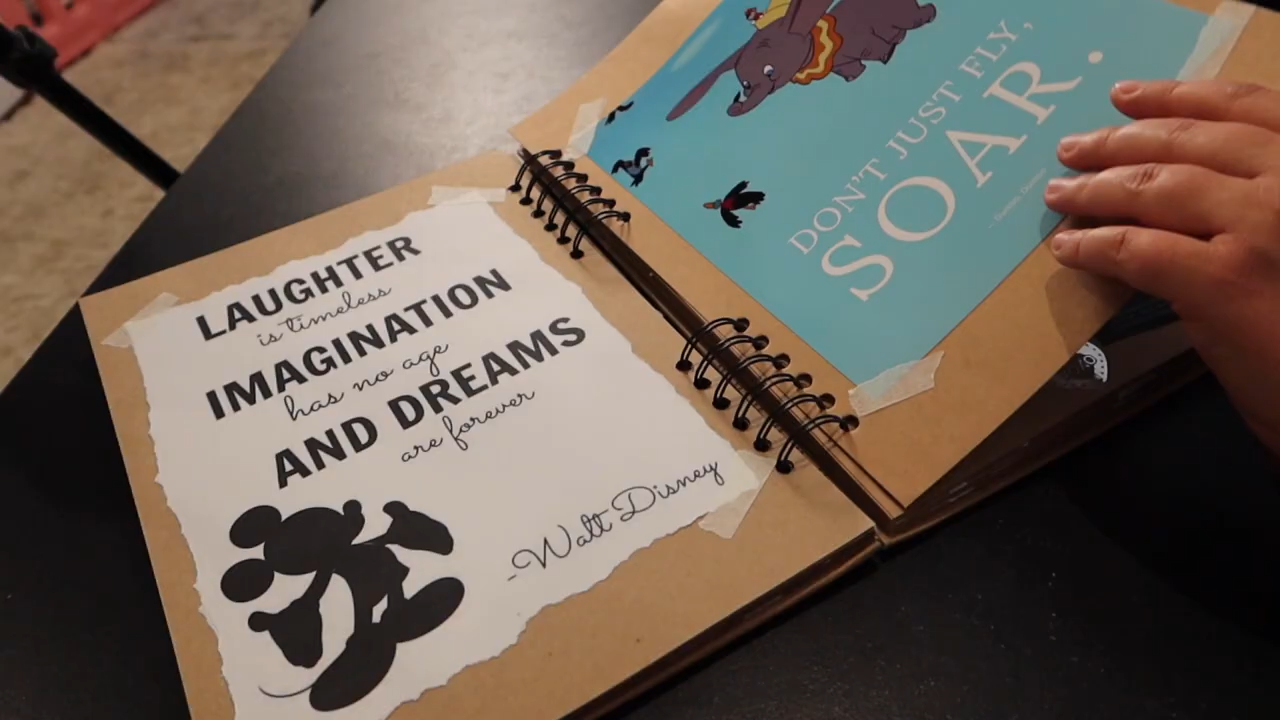 LAUGHTER
is timeless
IMAGINATION
has no age
AND DREAMS
are forever
-Walt Disney
DON'T JUST FLY,
SOAR.